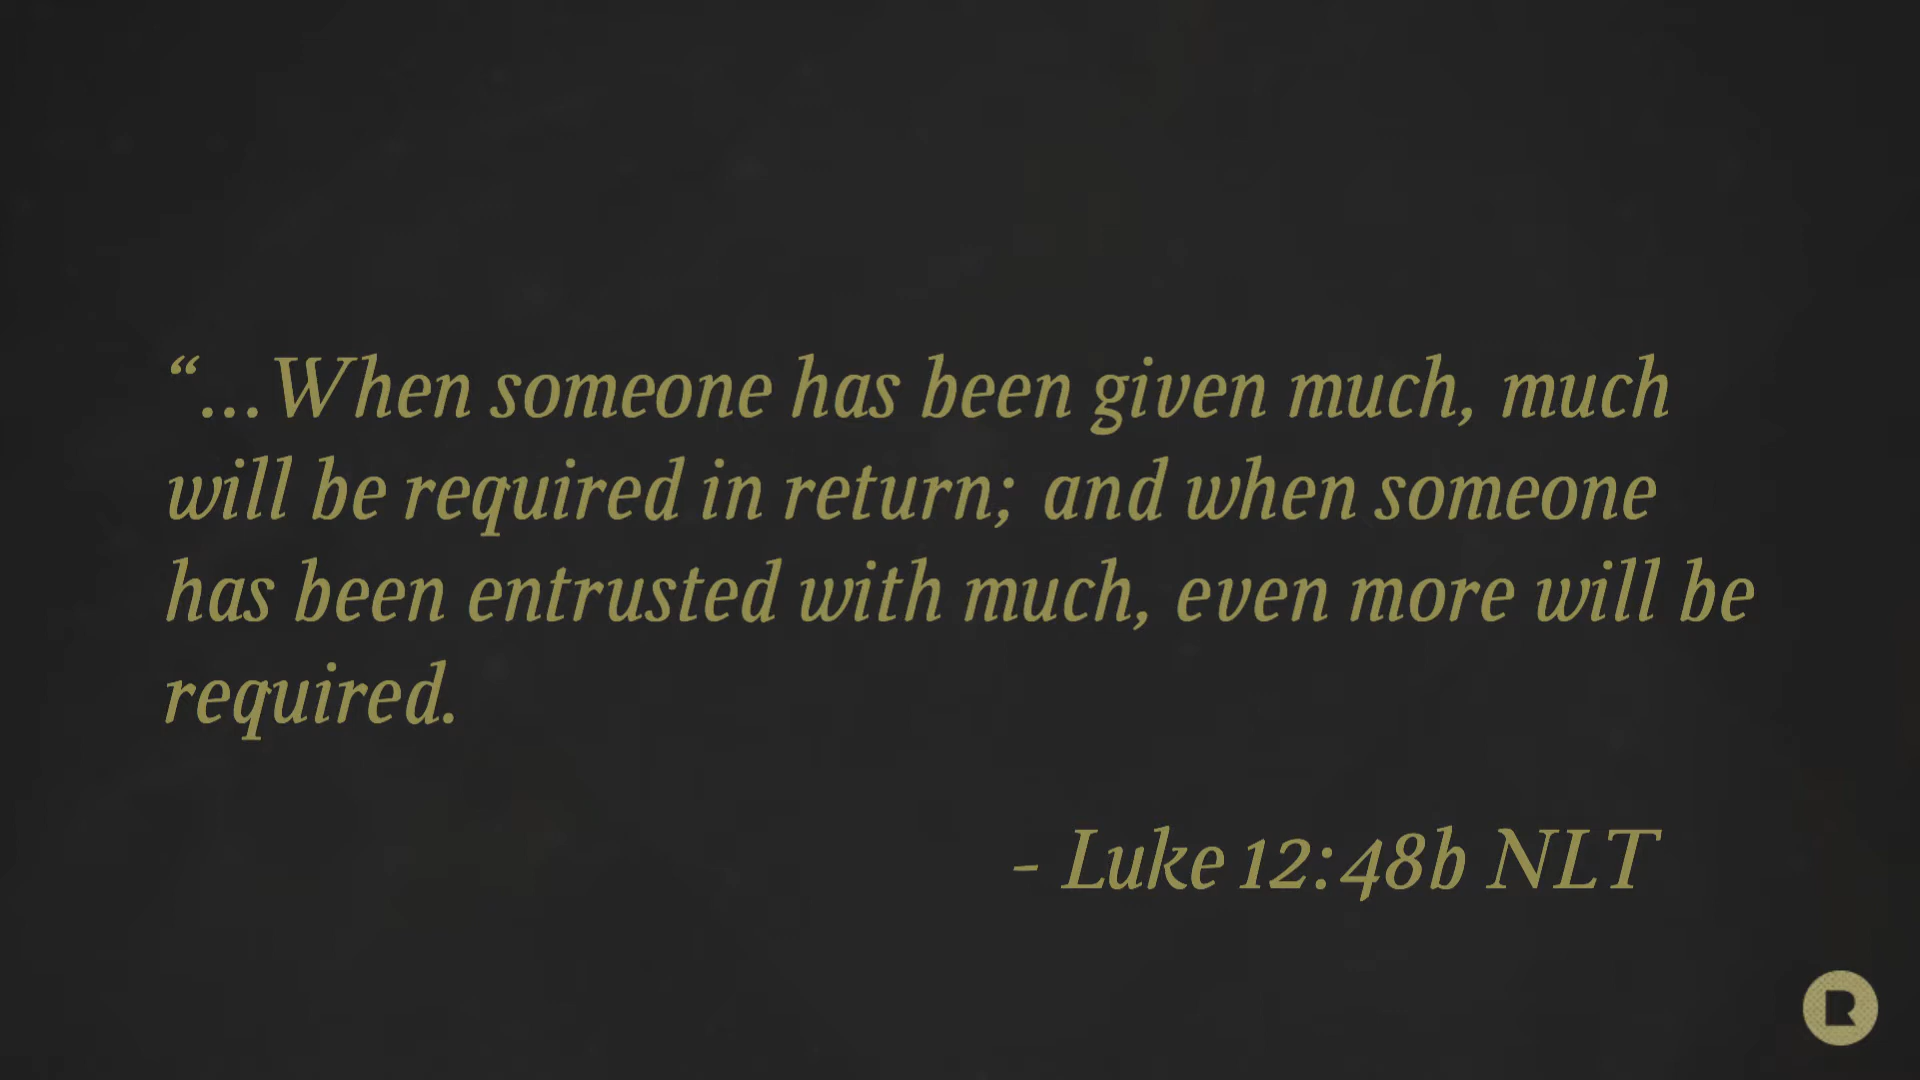 “...When someone has been given much, much
will be required in return; and when someone
has been entrusted with much, even more will be
required.
- Luke 12:48b NLT
R